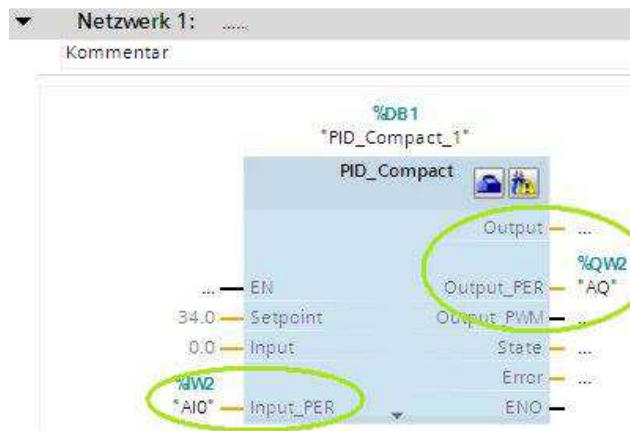 Netzwerk 1: ......
Kommentar
%DB1
"PID_Compact_1"
PID_Compact
Output ...
%QW2
... EN Output_PER "AQ"
34.0 Setpoint Output_PWM ...
0.0 Input State ...
%IW2 Error ...
"AI0" Input_PER ENO